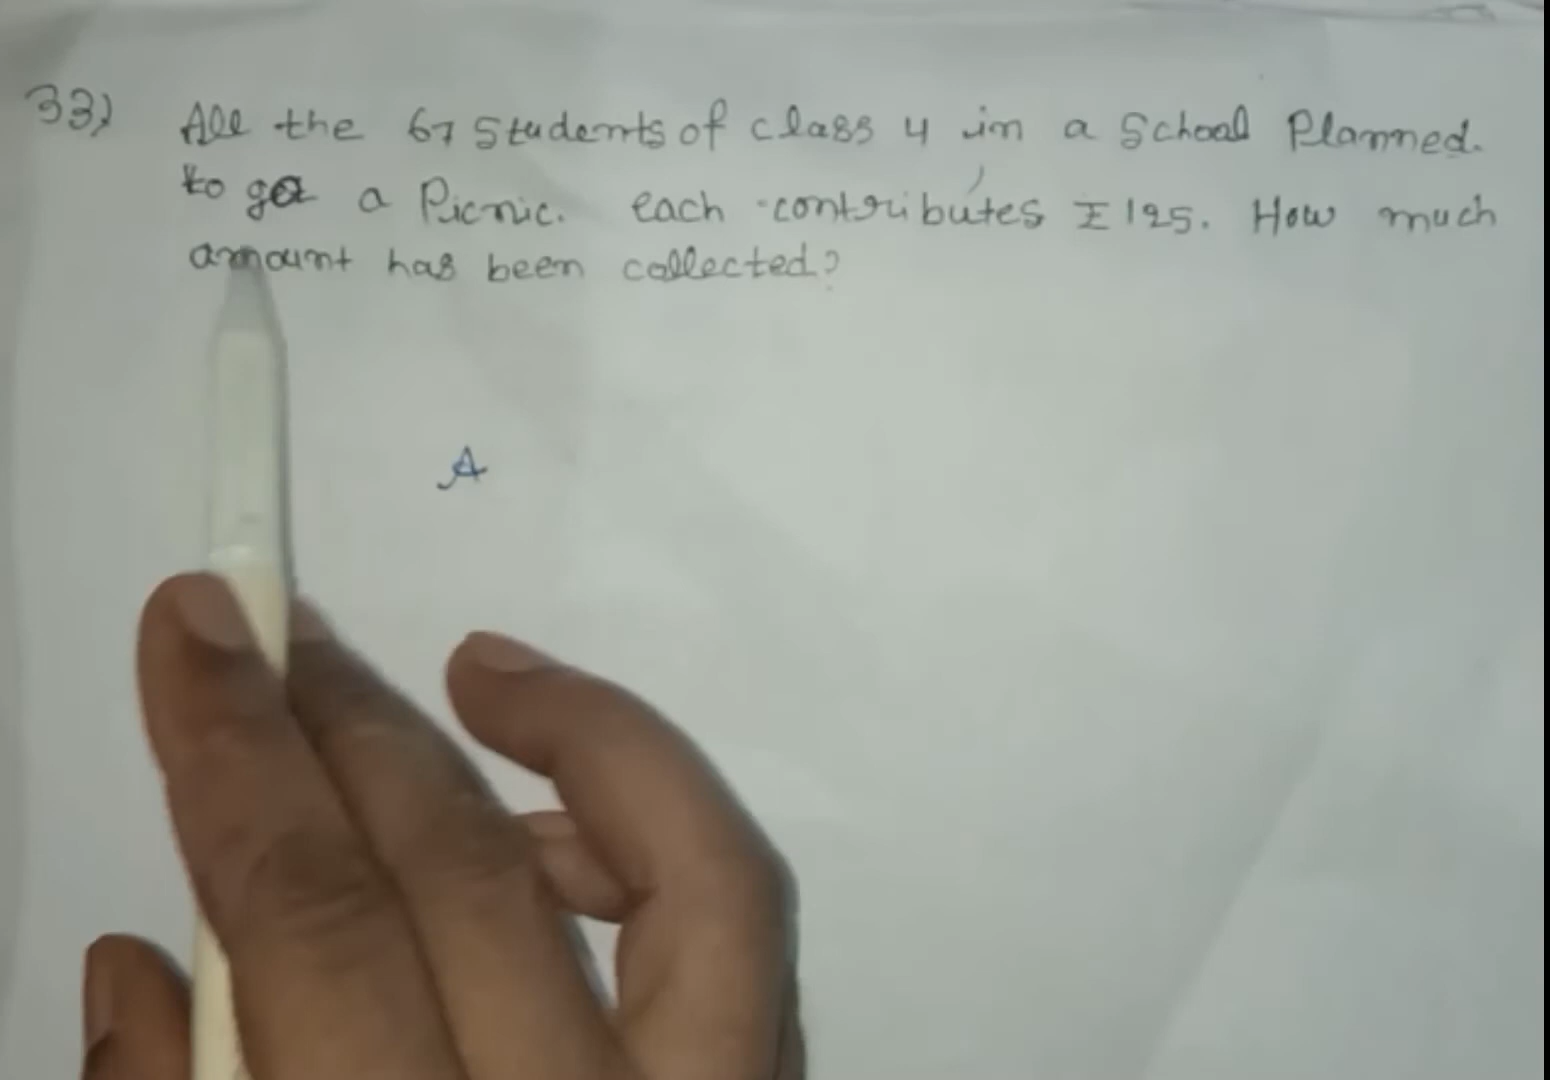 33) All the 67 Students of class 4 in a School Planned.
to go a Picnic. each contributes ₹125. How much
amount has been collected?
A